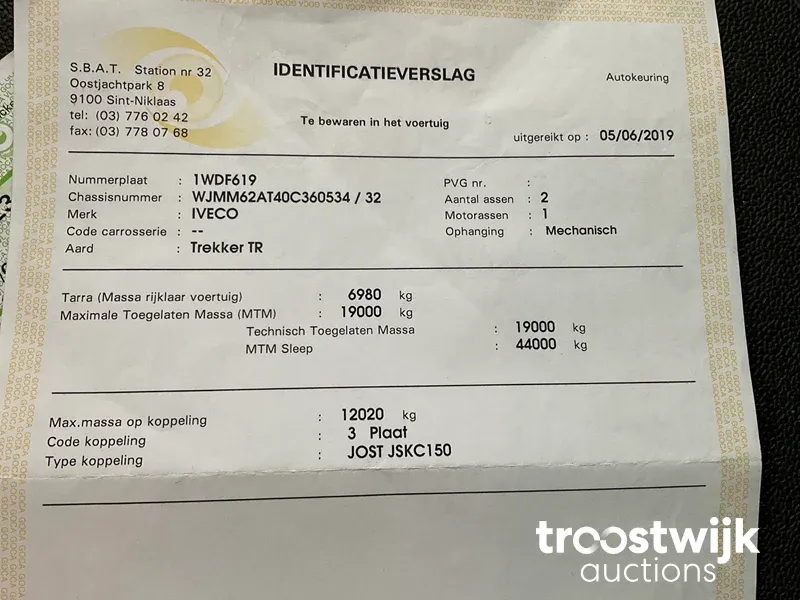 S.B.A.T. Station nr 32
Oostjachtpark 8
9100 Sint-Niklaas
tel: (03) 776 02 42
fax: (03) 778 07 68
IDENTIFICATIEVERSLAG
Autokeuring
Te bewaren in het voertuig
uitgereikt op : 05/06/2019
Nummerplaat : 1WDF619
Chassisnummer : WJMM62AT40C360534 / 32
Merk : IVECO
Code carrosserie : --
Aard : Trekker TR
PVG nr. :
Aantal assen : 2
Motorassen : 1
Ophanging : Mechanisch
Tarra (Massa rijklaar voertuig) : 6980 kg
Maximale Toegelaten Massa (MTM) : 19000 kg
Technisch Toegelaten Massa : 19000 kg
MTM Sleep : 44000 kg
Max.massa op koppeling : 12020 kg
Code koppeling : 3 Plaat
Type koppeling : JOST JSKC150
troostwijk
auctions